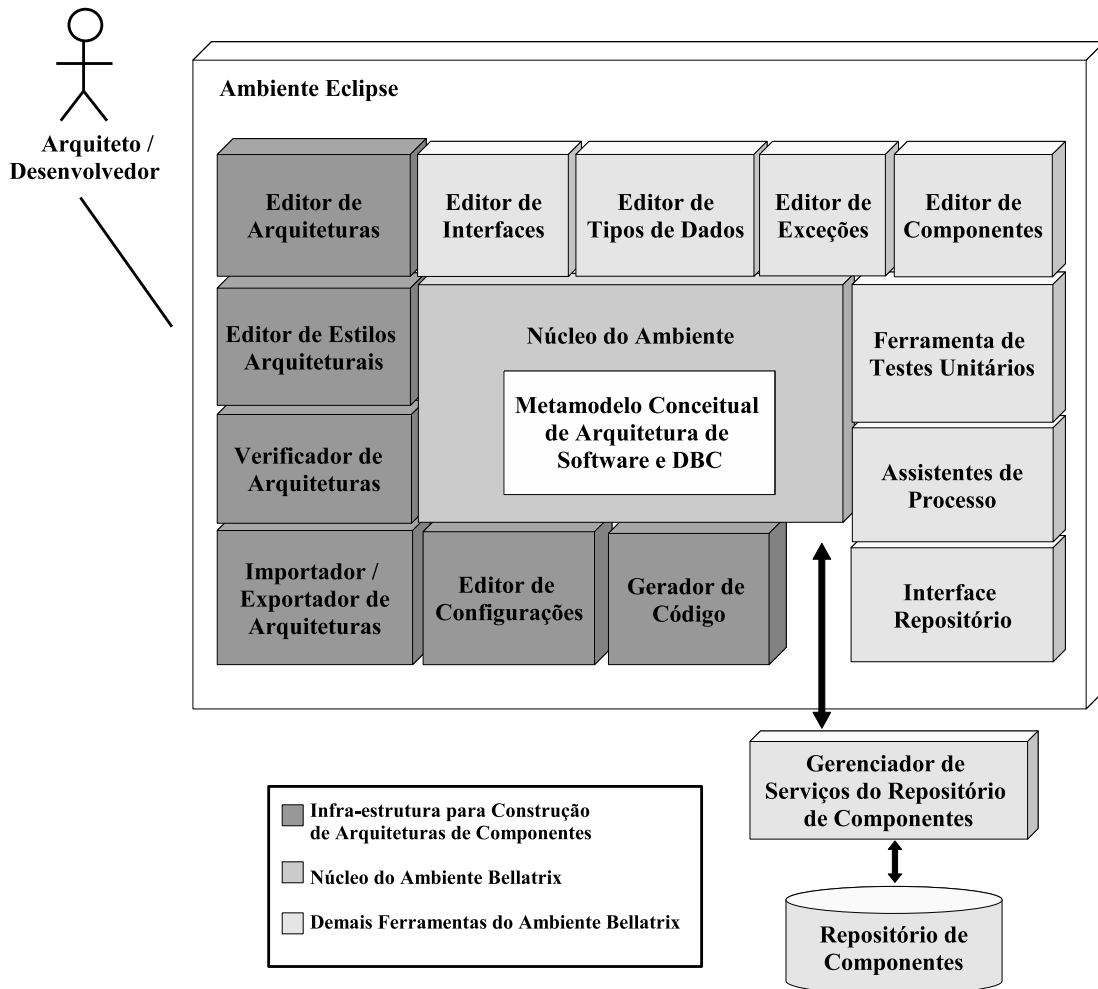 Arquiteto /
Desenvolvedor
Ambiente Eclipse
Editor de
Arquiteturas
Editor de
Interfaces
Editor de
Tipos de Dados
Editor de
Exceções
Editor de
Componentes
Editor de Estilos
Arquiteturais
Núcleo do Ambiente
Metamodelo Conceitual
de Arquitetura de
Software e DBC
Ferramenta de
Testes Unitários
Verificador de
Arquiteturas
Assistentes de
Processo
Importador /
Exportador de
Arquiteturas
Editor de
Configurações
Gerador de
Código
Interface
Repositório
Gerenciador de
Serviços do Repositório
de Componentes
Repositório de
Componentes
Infra-estrutura para Construção
de Arquiteturas de Componentes
Núcleo do Ambiente Bellatrix
Demais Ferramentas do Ambiente Bellatrix